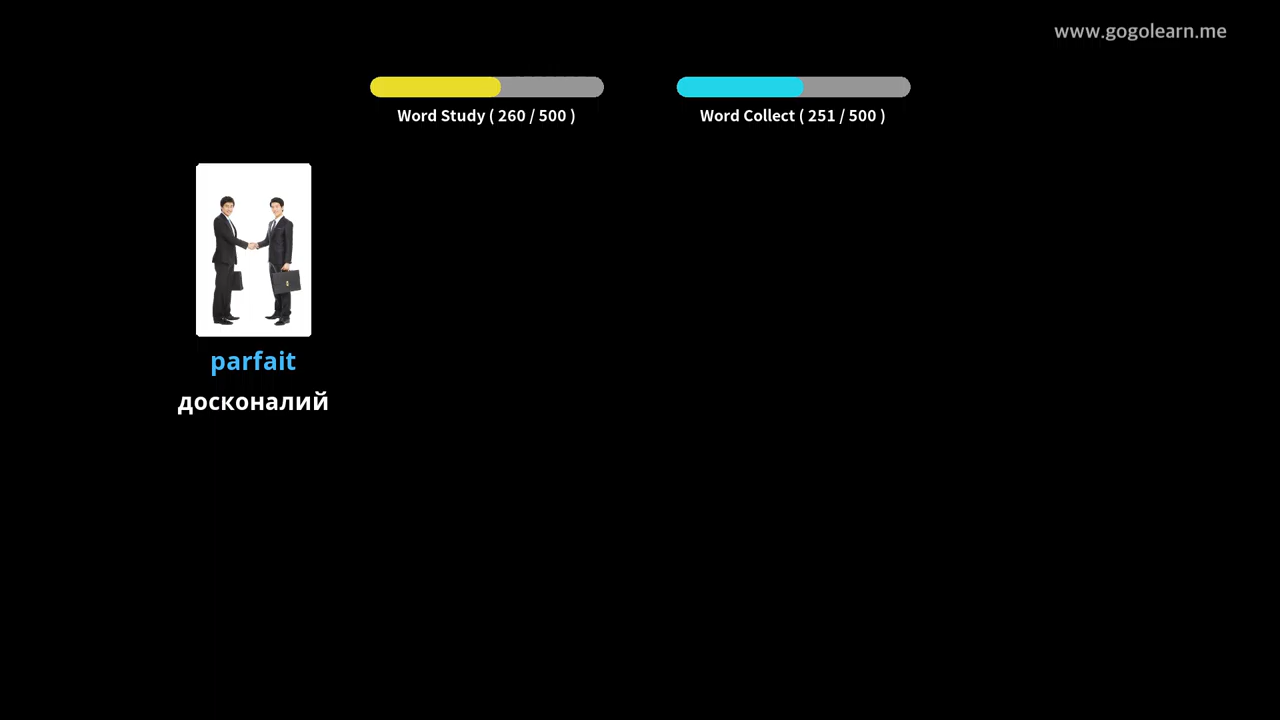 www.gogolearn.me
Word Study ( 260 / 500 )
Word Collect ( 251 / 500 )
parfait
досконалий